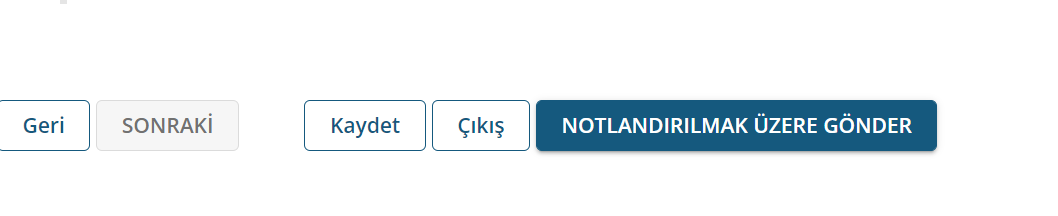 Geri SONRAKİ Kaydet Çıkış NOTLANDIRILMAK ÜZERE GÖNDER